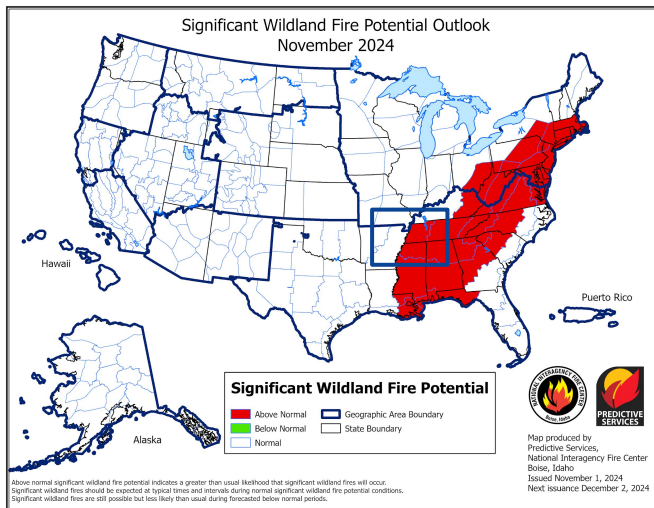 Significant Wildland Fire Potential Outlook
November 2024
Hawaii
Puerto Rico
Alaska
Significant Wildland Fire Potential
Above Normal
Below Normal
Normal
Geographic Area Boundary
State Boundary
NATIONAL INTERAGENCY FIRE CENTER
Boise, Idaho
PREDICTIVE
SERVICES
Map produced by
Predictive Services,
National Interagency Fire Center
Boise, Idaho
Issued November 1, 2024
Next issuance December 2, 2024
Above normal significant wildland fire potential indicates a greater than usual likelihood that significant wildland fires will occur.
Significant wildland fires should be expected at typical times and intervals during normal significant wildland fire potential conditions.
Significant wildland fires are still possible but less likely than usual during forecasted below normal periods.